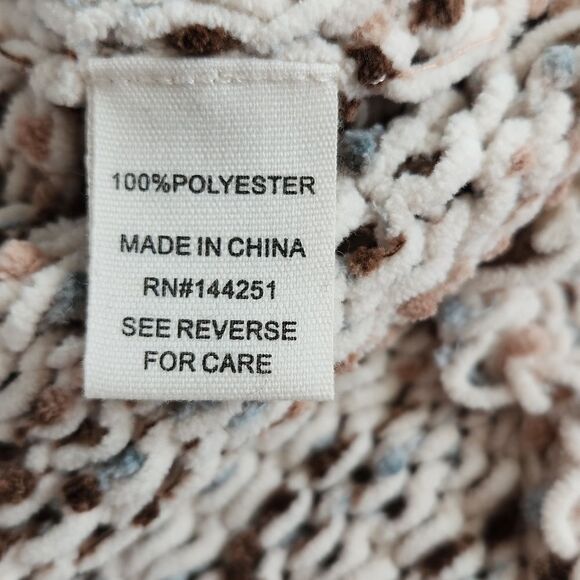 100%POLYESTER
MADE IN CHINA
RN#144251
SEE REVERSE
FOR CARE